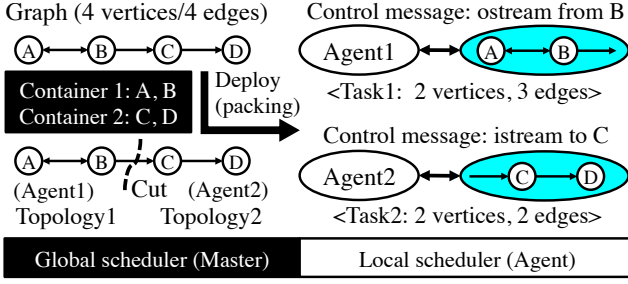 Graph (4 vertices/4 edges)
A B C D
Container 1: A, B
Container 2: C, D
Deploy
(packing)
A B C D
(Agent1) Cut (Agent2)
Topology1 Topology2
Control message: ostream from B
Agent1 A B
<Task1: 2 vertices, 3 edges>
Control message: istream to C
Agent2 C D
<Task2: 2 vertices, 2 edges>
Global scheduler (Master) Local scheduler (Agent)